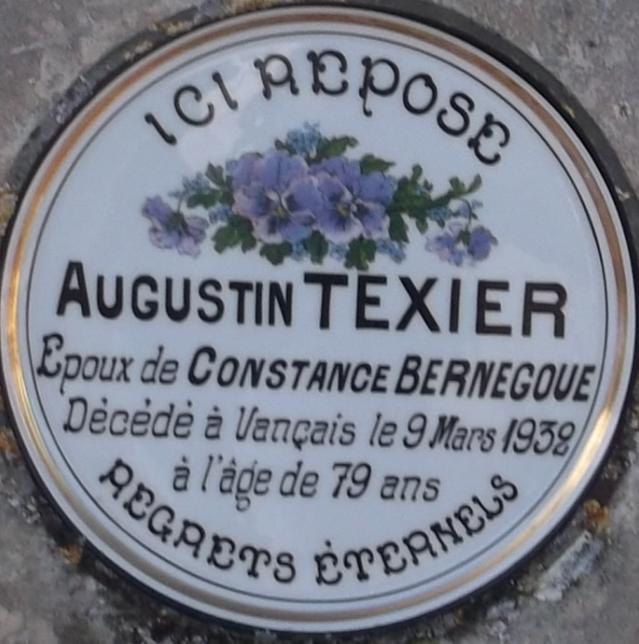 ICI REPOSE
AUGUSTIN TEXIER
Epoux de CONSTANCE BERNEGOUE
Décédé à Vançais le 9 Mars 1932
à l'âge de 79 ans
REGRETS ÉTERNELS